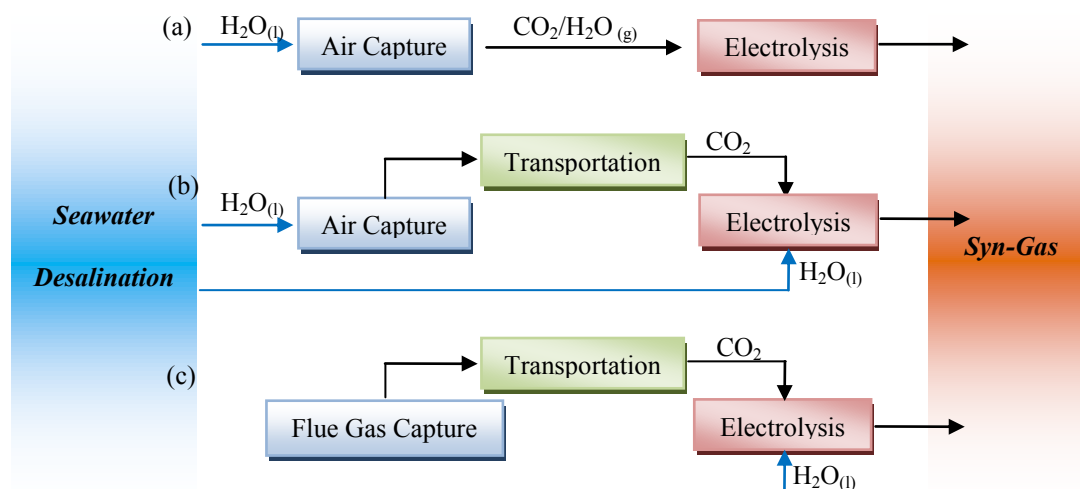 (a)
H₂O₍ₗ₎
Air Capture
CO₂/H₂O ₍g₎
Electrolysis
Transportation
CO₂
(b)
H₂O₍ₗ₎
Air Capture
Electrolysis
Seawater
Desalination
Syn-Gas
H₂O₍ₗ₎
Transportation
CO₂
(c)
Flue Gas Capture
Electrolysis
H₂O₍ₗ₎